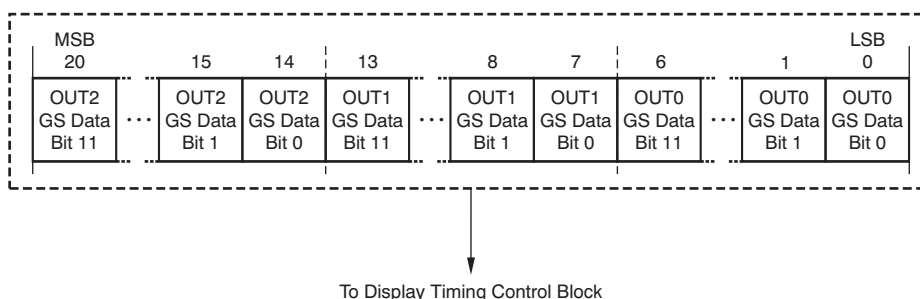 MSB LSB
20 15 14 13 8 7 6 1 0
OUT2 OUT2 OUT2 OUT1 OUT1 OUT1 OUT0 OUT0 OUT0
GS Data GS Data GS Data GS Data ··· GS Data GS Data GS Data GS Data GS Data
Bit 11 Bit 1 Bit 0 Bit 11 Bit 1 Bit 0 Bit 11 Bit 1 Bit 0
To Display Timing Control Block